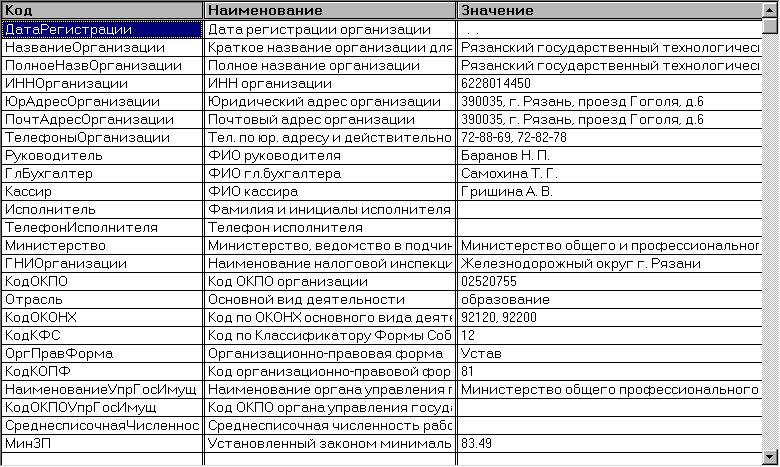 Код Наименование Значение
ДатаРегистрации Дата регистрации организации . .
НазваниеОрганизации Краткое название организации для Рязанский государственный технологичес
ПолноеНазвОрганизации Полное название организации Рязанский государственный технологичес
ИННОрганизации ИНН организации 6228014450
ЮрАдресОрганизации Юридический адрес организации 390035, г. Рязань, проезд Гоголя, д.6
ПочтАдресОрганизации Почтовый адрес организации 390035, г. Рязань, проезд Гоголя, д.6
ТелефоныОрганизации Тел. по юр. адресу и действительно 72-88-69, 72-82-78
Руководитель ФИО руководителя Баранов Н. П.
ГлБухгалтер ФИО гл.бухгалтера Самохина Т. Г.
Кассир ФИО кассира Гришина А. В.
Исполнитель Фамилия и инициалы исполнителя
ТелефонИсполнителя Телефон исполнителя
Министерство Министерство, ведомство в подчин Министерство общего и профессионального
ГНИОрганизации Наименование налоговой инспекци Железнодорожный округ г. Рязани
КодОКПО Код ОКПО организации 02520755
Отрасль Основной вид деятельности образование
КодОКОНХ Код по ОКОНХ основного вида деяте 92120, 92200
КодКФС Код по Классификатору Формы Соб 12
ОргПравФорма Организационно-правовая форма Устав
КодКОПФ Код организационно-правовой фор 81
НаименованиеУпрГосИмущ Наименование органа управления г Министерство общего профессионального
КодОКПОУпрГосИмущ Код ОКПО органа управления госуда
СреднесписочнаяЧисленнос Среднесписочная численность рабо
МинЗП Установленный законом минималь 83.49